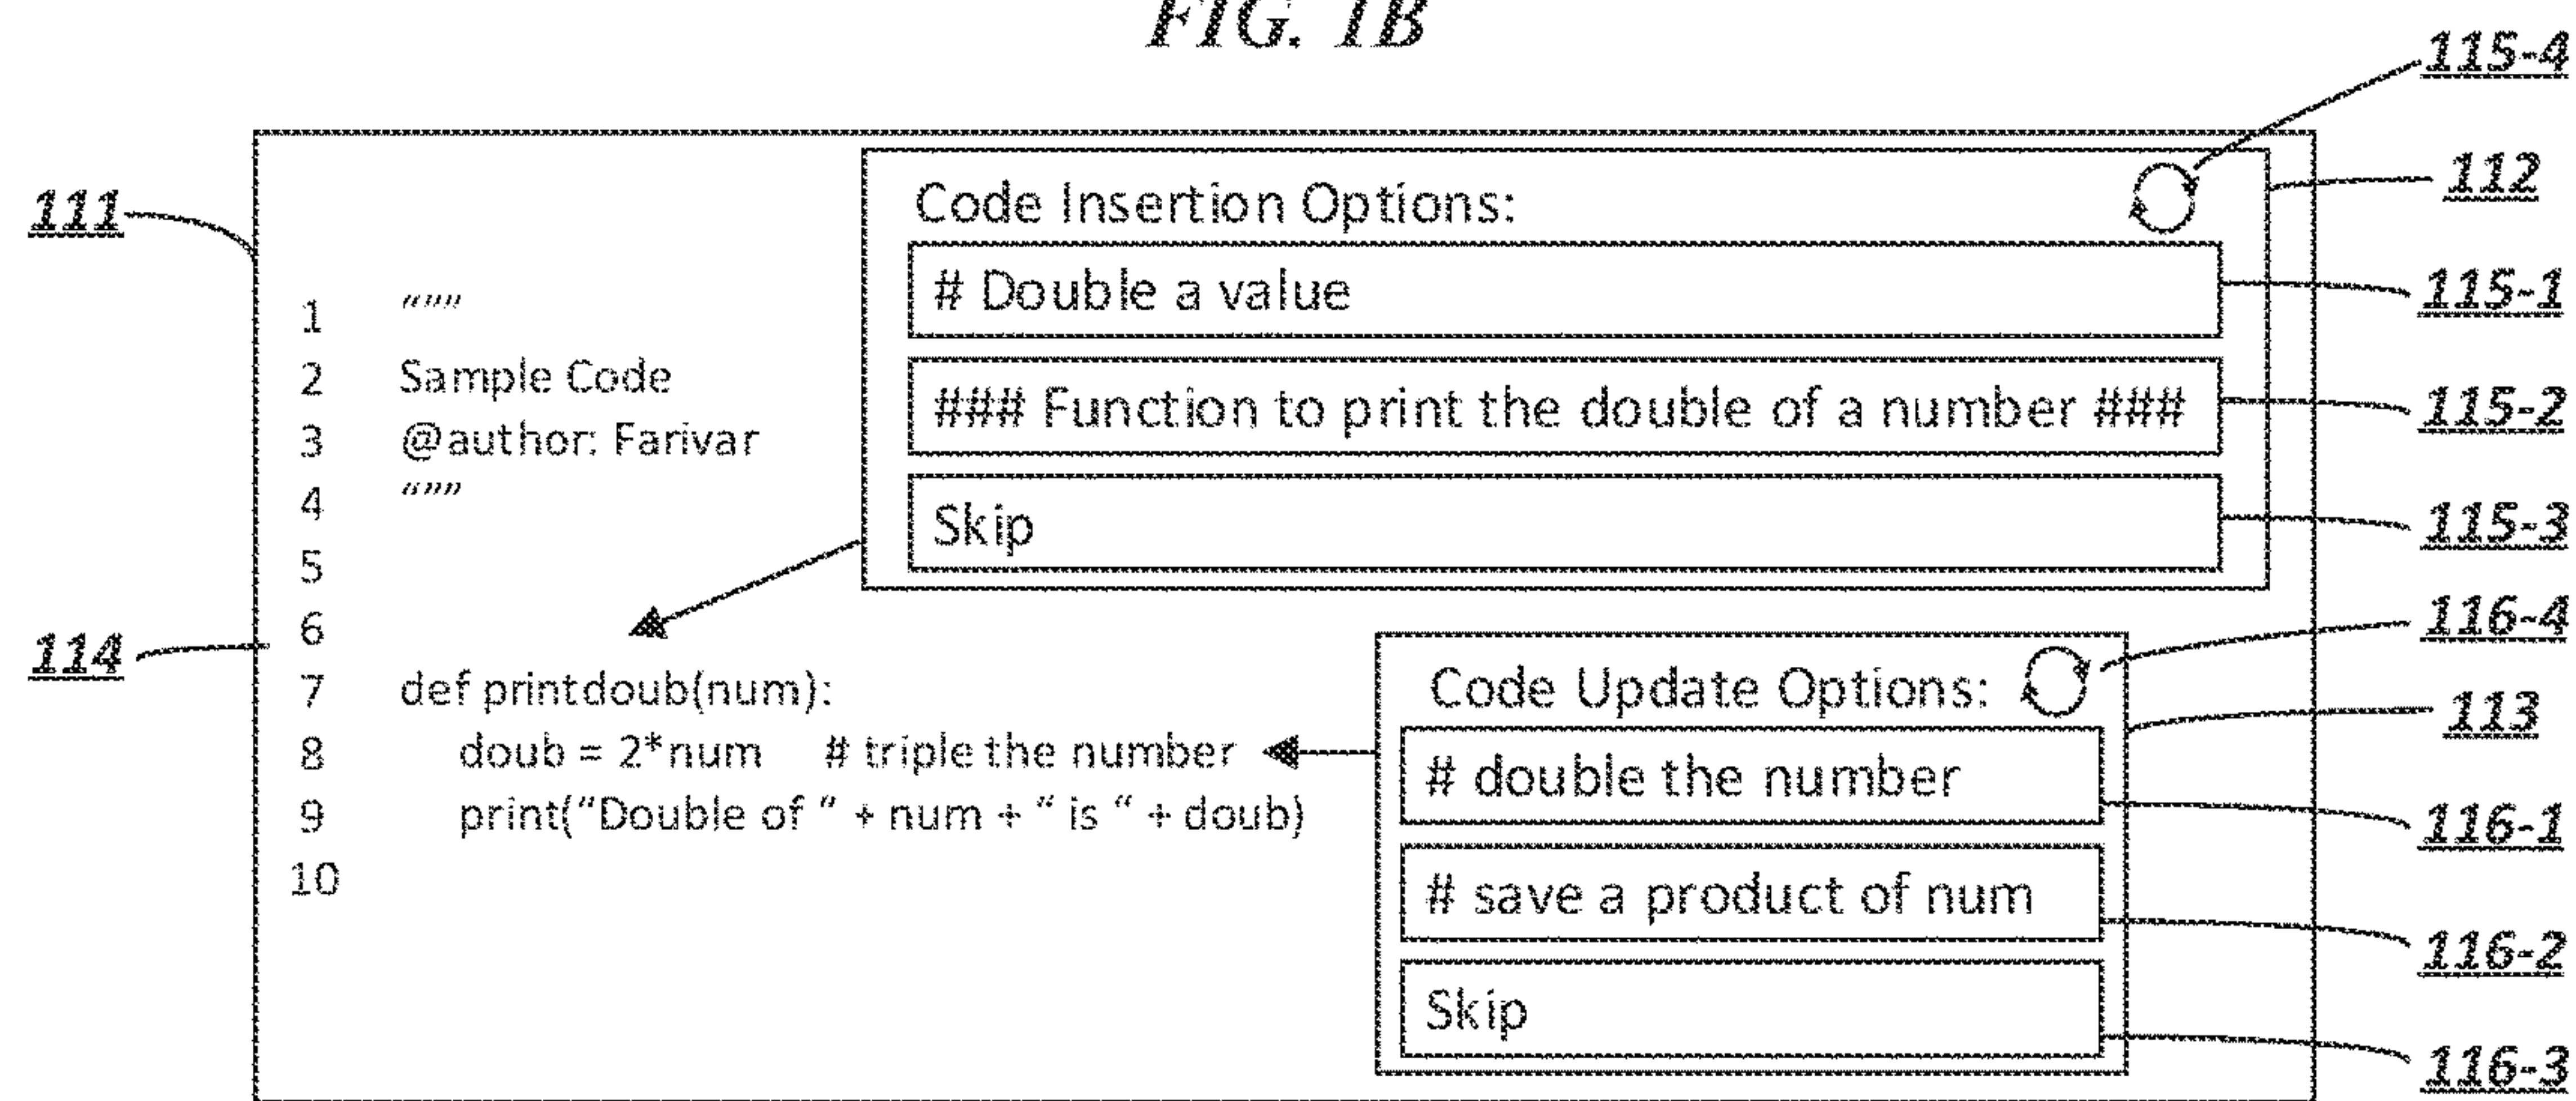 FIG. 1B
115-4
112
111
Code Insertion Options:
# Double a value
115-1
### Function to print the double of a number ###
115-2
Skip
115-3
1 “””
2 Sample Code
3 @author: Farivar
4 “””
5
6
114
7 def printdoub(num):
8 doub = 2*num # triple the number
9 print(“Double of ” + num + “ is “ + doub)
10
116-4
Code Update Options:
113
# double the number
116-1
# save a product of num
116-2
Skip
116-3